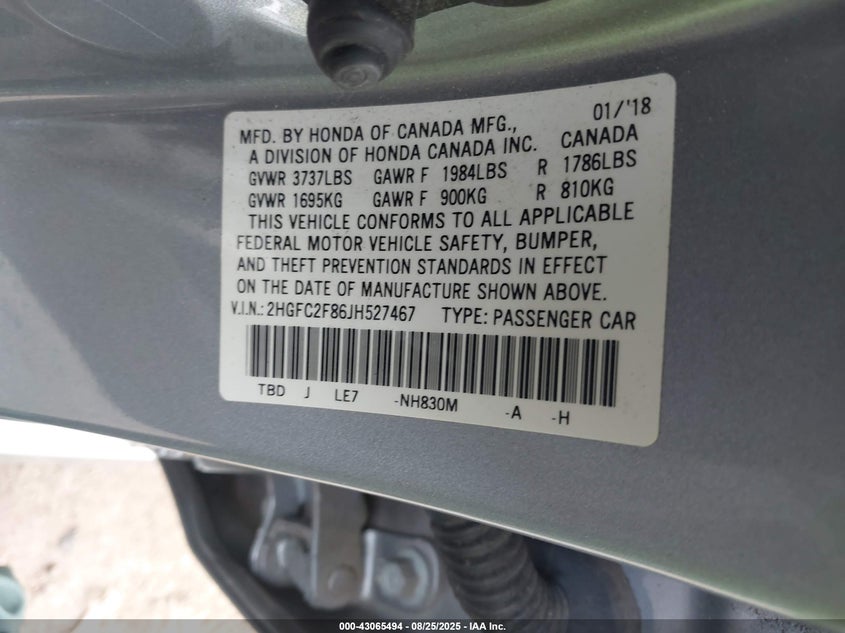 01/'18
MFD. BY HONDA OF CANADA MFG.,
A DIVISION OF HONDA CANADA INC. CANADA
GVWR 3737LBS GAWR F 1984LBS R 1786LBS
GVWR 1695KG GAWR F 900KG R 810KG
THIS VEHICLE CONFORMS TO ALL APPLICABLE
FEDERAL MOTOR VEHICLE SAFETY, BUMPER,
AND THEFT PREVENTION STANDARDS IN EFFECT
ON THE DATE OF MANUFACTURE SHOWN ABOVE.
V.I.N.: 2HGFC2F86JH527467 TYPE: PASSENGER CAR
TBD J LE7 -NH830M -A -H
000-43065494 - 08/25/2025 - IAA Inc.